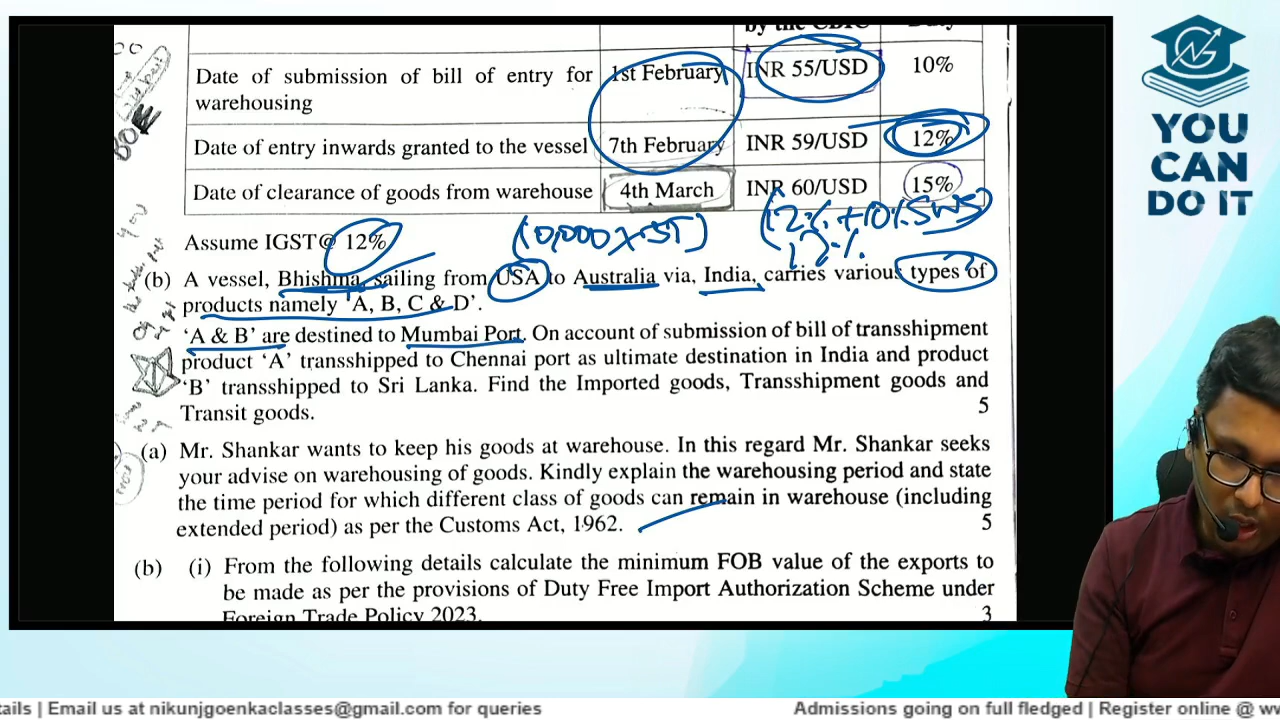 by the CBIC
Duty
Date of submission of bill of entry for warehousing 1st February INR 55/USD 10%
Date of entry inwards granted to the vessel 7th February INR 59/USD 12%
Date of clearance of goods from warehouse 4th March INR 60/USD 15%
Assume IGST@ 12%
(b) A vessel, Bhishma, sailing from USA to Australia via, India, carries various types of
products namely 'A, B, C & D'.
'A & B' are destined to Mumbai Port. On account of submission of bill of transshipment
product 'A' transshipped to Chennai port as ultimate destination in India and product
'B' transshipped to Sri Lanka. Find the Imported goods, Transshipment goods and
Transit goods. 5
(a) Mr. Shankar wants to keep his goods at warehouse. In this regard Mr. Shankar seeks
your advise on warehousing of goods. Kindly explain the warehousing period and state
the time period for which different class of goods can remain in warehouse (including
extended period) as per the Customs Act, 1962. 5
(b) (i) From the following details calculate the minimum FOB value of the exports to
be made as per the provisions of Duty Free Import Authorization Scheme under
Foreign Trade Policy 2023. 3
YOU
CAN
DO IT
tails | Email us at nikunjgoenkaclasses@gmail.com for queries
Admissions going on full fledged | Register online @ ww